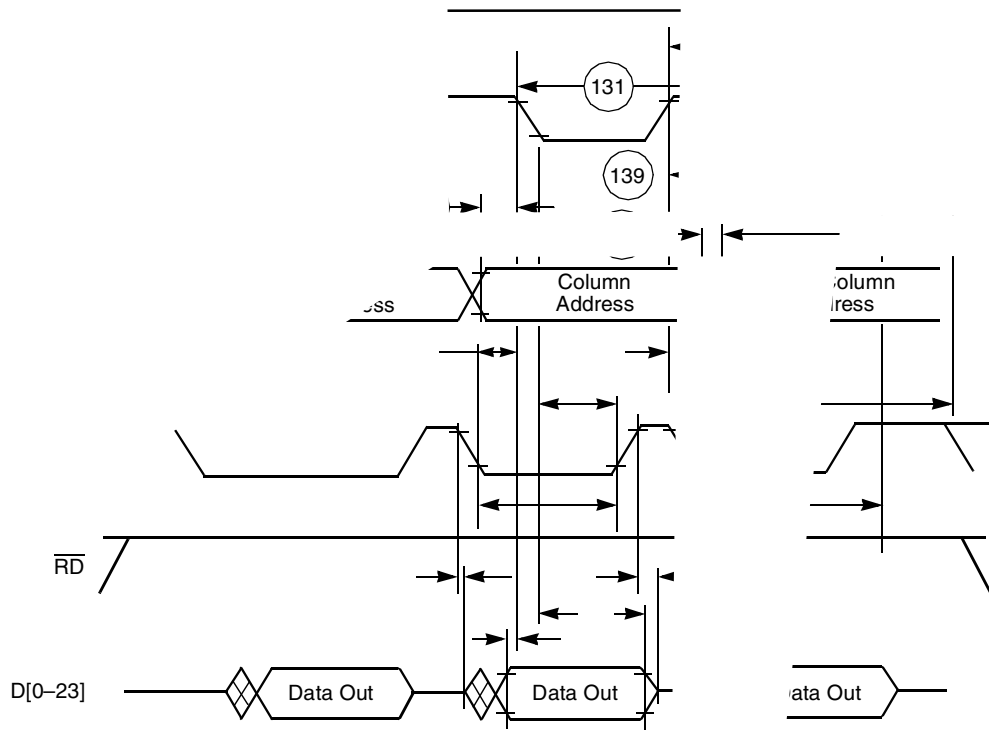 131
139
Column
Address
RD
D[0–23]
Data Out
Data Out